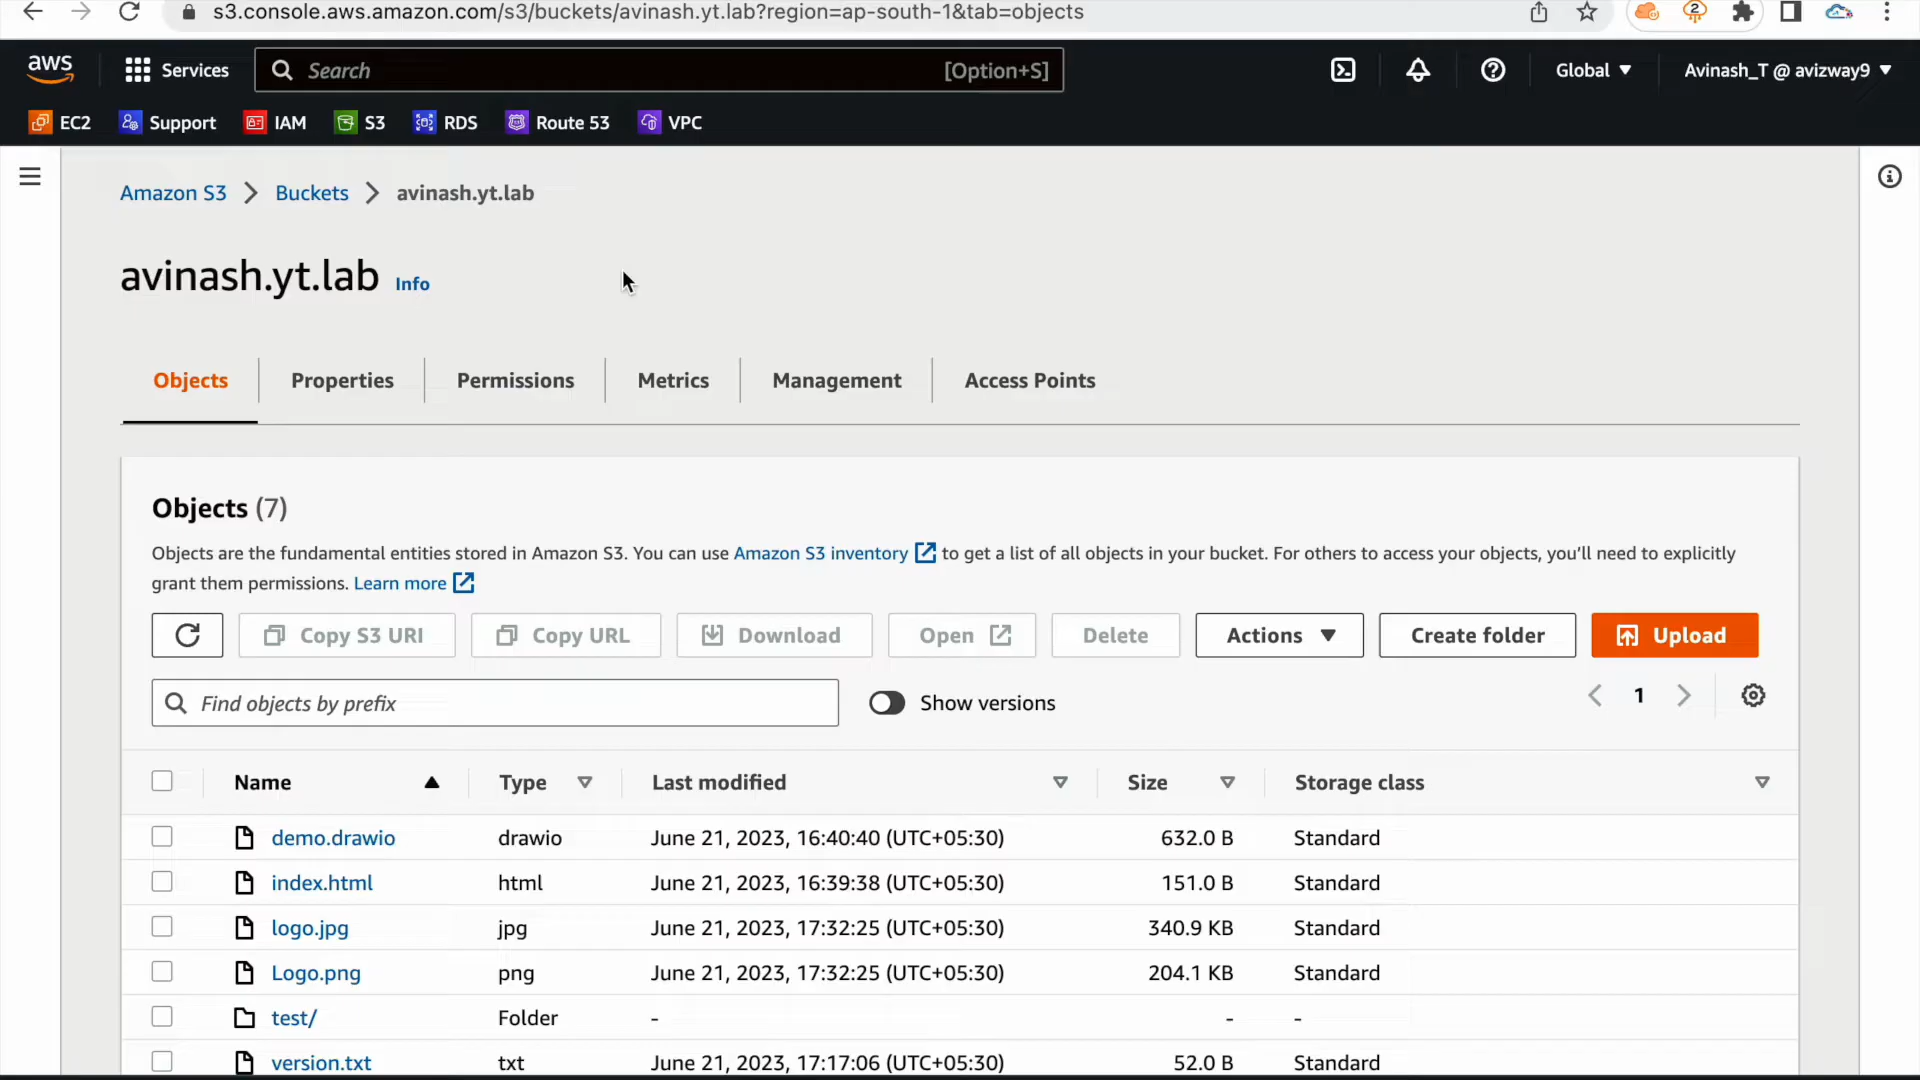 s3.console.aws.amazon.com/s3/buckets/avinash.yt.lab?region=ap-south-1&tab=objects
2
aws Services Search [Option+S] Global Avinash_T @ avizway9
EC2 Support IAM S3 RDS Route 53 VPC
Amazon S3 Buckets avinash.yt.lab
avinash.yt.lab Info
Objects Properties Permissions Metrics Management Access Points
Objects (7)
Objects are the fundamental entities stored in Amazon S3. You can use Amazon S3 inventory to get a list of all objects in your bucket. For others to access your objects, you'll need to explicitly
grant them permissions. Learn more
Copy S3 URI Copy URL Download Open Delete Actions Create folder Upload
Find objects by prefix Show versions 1
Name Type Last modified Size Storage class
demo.drawio drawio June 21, 2023, 16:40:40 (UTC+05:30) 632.0 B Standard
index.html html June 21, 2023, 16:39:38 (UTC+05:30) 151.0 B Standard
logo.jpg jpg June 21, 2023, 17:32:25 (UTC+05:30) 340.9 KB Standard
Logo.png png June 21, 2023, 17:32:25 (UTC+05:30) 204.1 KB Standard
test/ Folder - - -
version.txt txt June 21, 2023, 17:17:06 (UTC+05:30) 52.0 B Standard